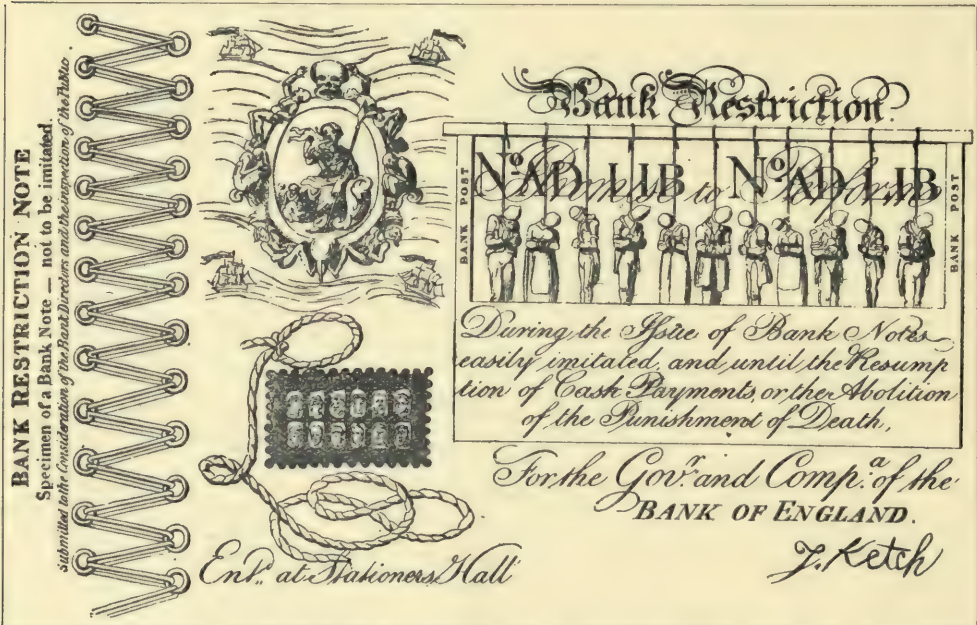 BANK RESTRICTION NOTE
Specimen of a Bank Note — not to be imitated.
Submitted to the Consideration of the Bank Directors and the inspection of the Public.
Bank Restriction.
BANK POST
No. AD LIB No. AD LIB
Promise to Perform
BANK POST
During the Issue of Bank Notes
easily imitated, and until the Resump
tion of Cash Payments, or the Abolition
of the Punishment of Death,
For the Govr. and Compa. of the
BANK OF ENGLAND.
J. Ketch
Entd. at Stationers Hall